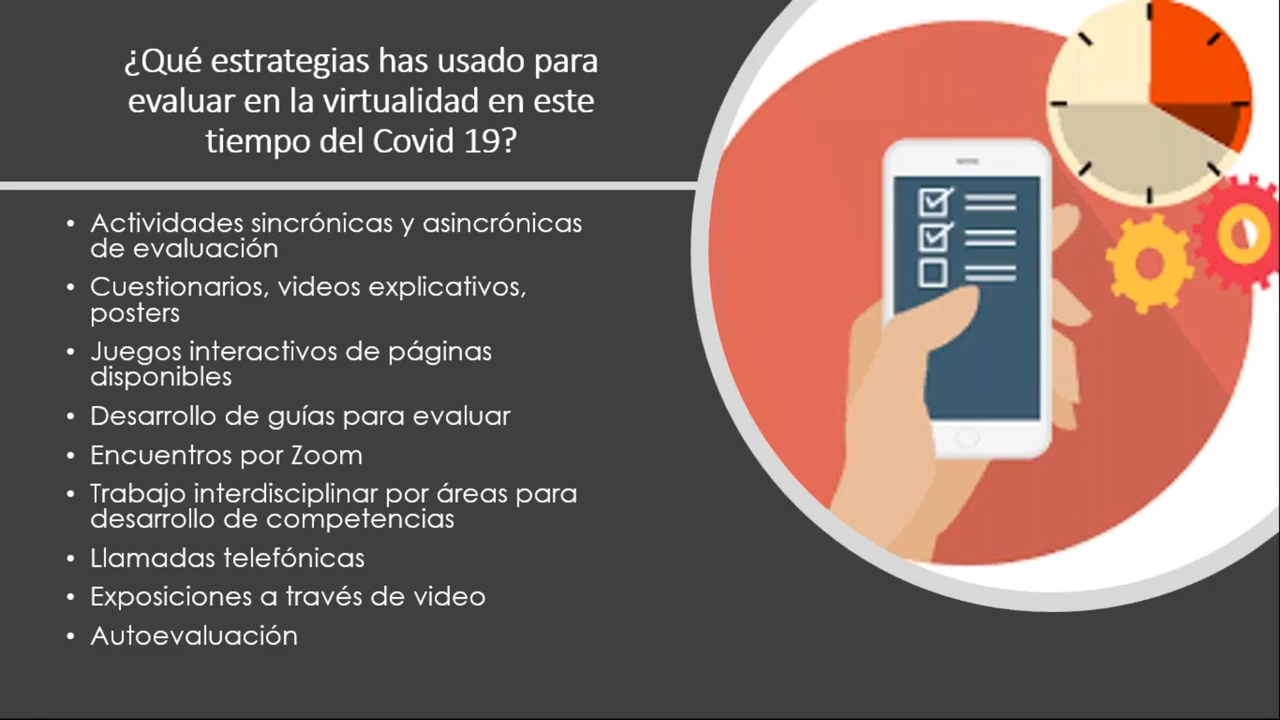 ¿Qué estrategias has usado para
evaluar en la virtualidad en este
tiempo del Covid 19?
• Actividades sincrónicas y asincrónicas
de evaluación
• Cuestionarios, videos explicativos,
posters
• Juegos interactivos de páginas
disponibles
• Desarrollo de guías para evaluar
• Encuentros por Zoom
• Trabajo interdisciplinar por áreas para
desarrollo de competencias
• Llamadas telefónicas
• Exposiciones a través de video
• Autoevaluación